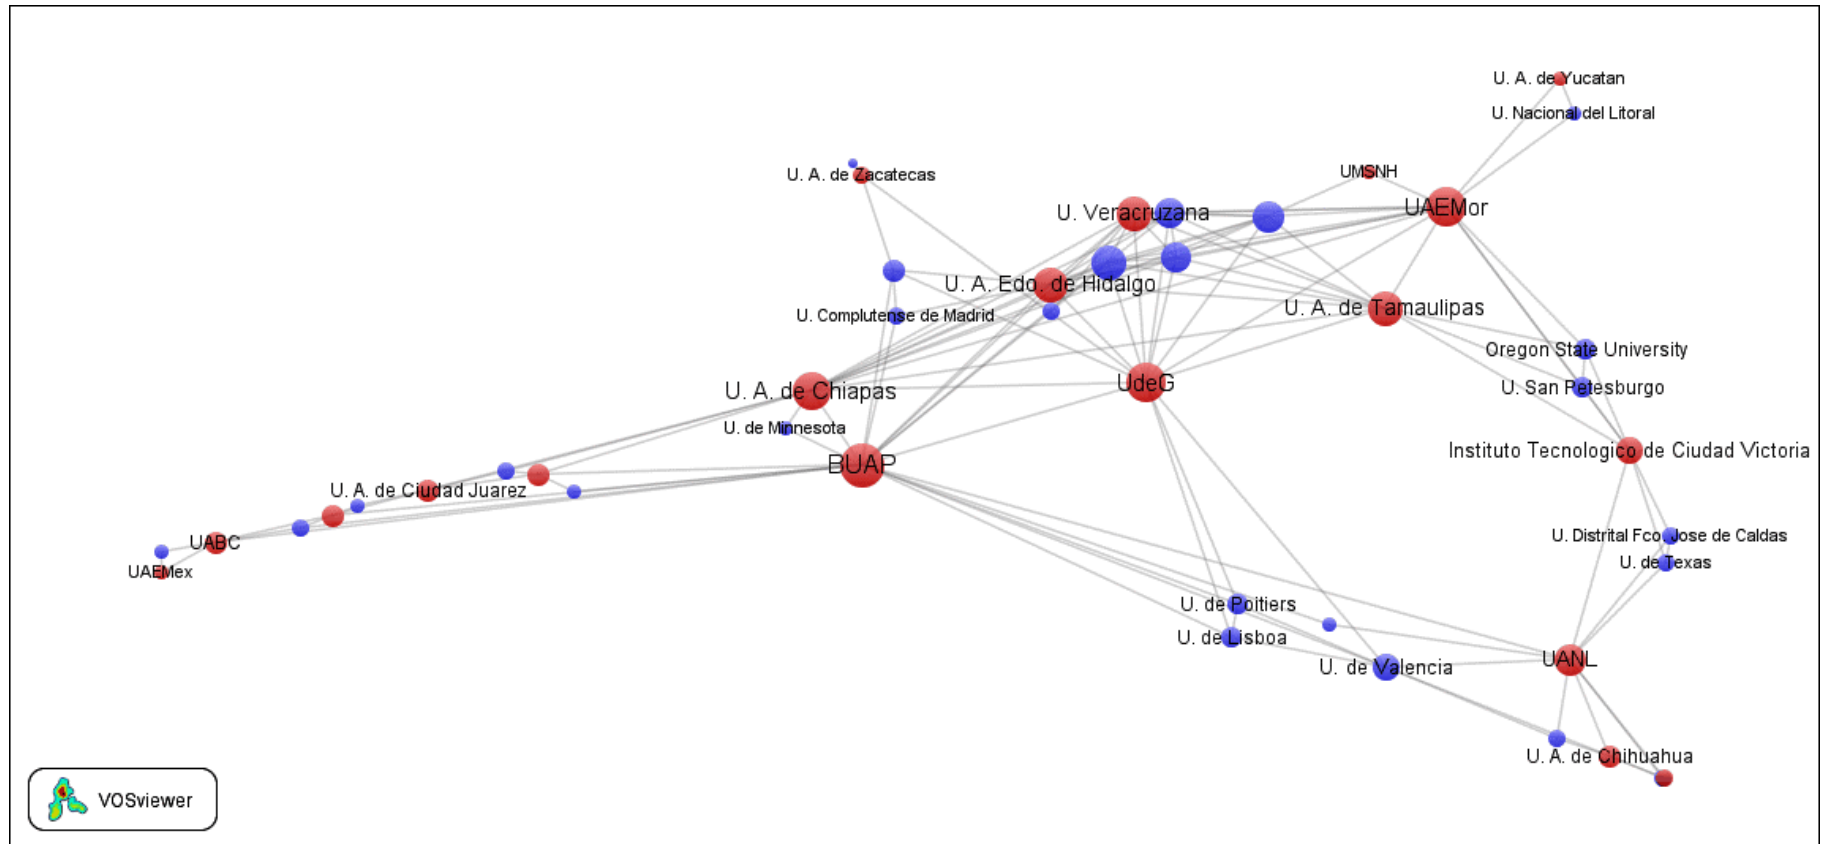 U. A. de Yucatan
U. Nacional del Litoral
U. A. de Zacatecas
UMSNH
U. Veracruzana
UAEMor
U. A. Edo. de Hidalgo
U. Complutense de Madrid
U. A. de Tamaulipas
Oregon State University
UdeG
U. San Petesburgo
U. A. de Chiapas
U. de Minnesota
Instituto Tecnologico de Ciudad Victoria
BUAP
U. A. de Ciudad Juarez
U. Distrital Fco. Jose de Caldas
UABC
U. de Texas
UAEMex
U. de Poitiers
U. de Lisboa
UANL
U. de Valencia
U. A. de Chihuahua
VOSviewer